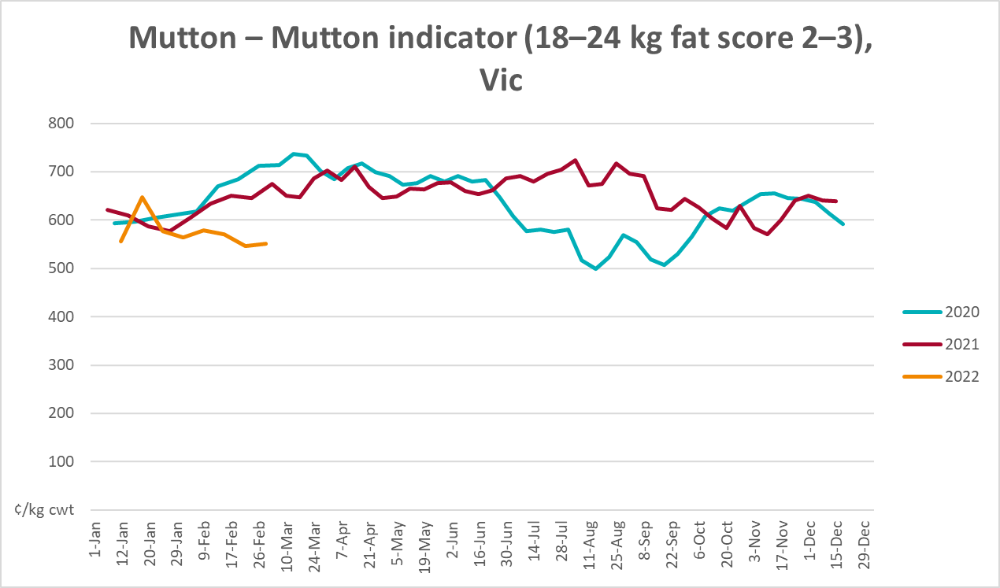 Mutton – Mutton indicator (18–24 kg fat score 2–3),
Vic
800
700
600
500
400
300
200
100
¢/kg cwt
1-Jan
12-Jan
20-Jan
29-Jan
9-Feb
17-Feb
26-Feb
10-Mar
24-Mar
7-Apr
21-Apr
5-May
19-May
2-Jun
16-Jun
30-Jun
14-Jul
28-Jul
11-Aug
25-Aug
8-Sep
22-Sep
6-Oct
20-Oct
3-Nov
17-Nov
1-Dec
15-Dec
29-Dec
2020
2021
2022